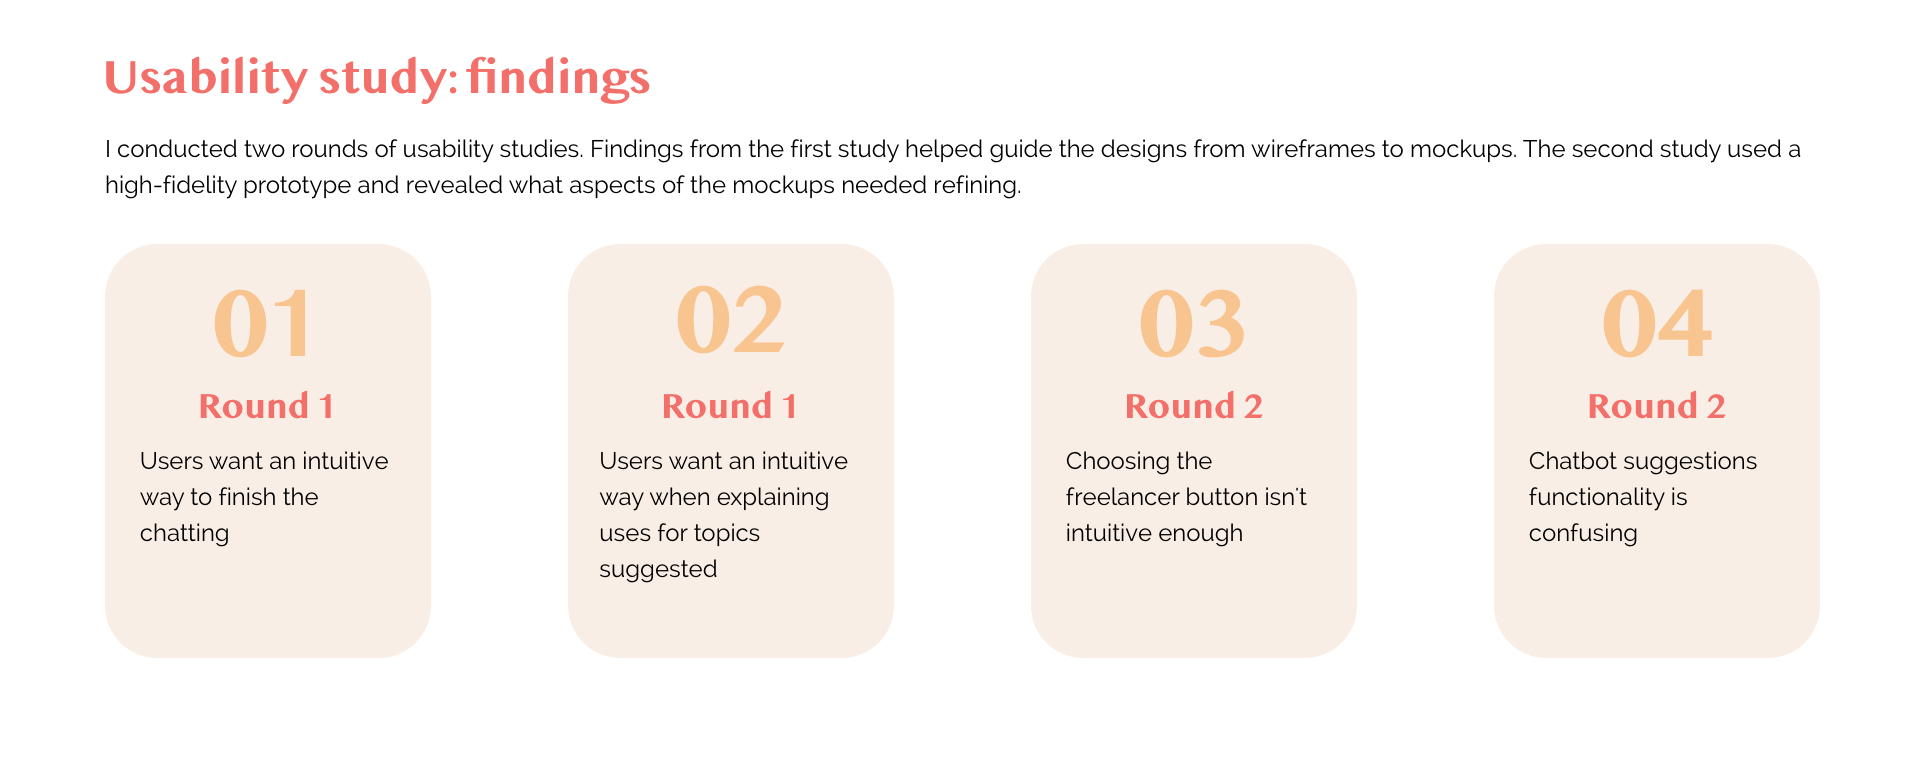 Usability study: findings
I conducted two rounds of usability studies. Findings from the first study helped guide the designs from wireframes to mockups. The second study used a
high-fidelity prototype and revealed what aspects of the mockups needed refining.
01
Round 1
Users want an intuitive
way to finish the
chatting
02
Round 1
Users want an intuitive
way when explaining
uses for topics
suggested
03
Round 2
Choosing the
freelancer button isn't
intuitive enough
04
Round 2
Chatbot suggestions
functionality is
confusing